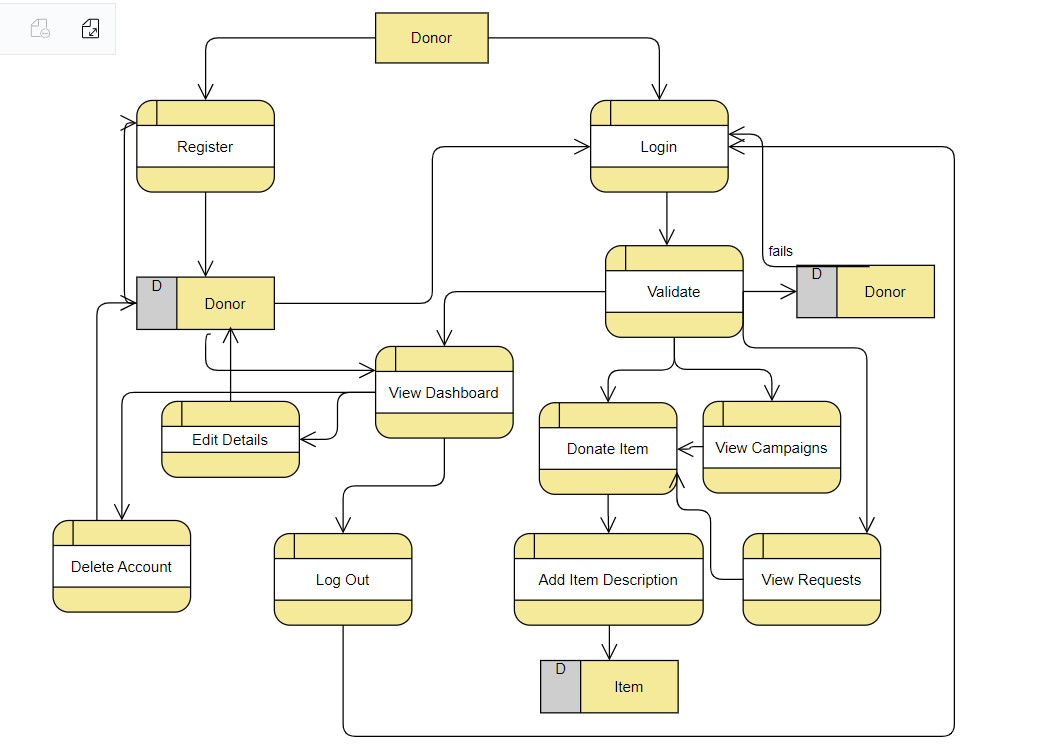 Donor
Register
Login
fails
D
Donor
Validate
D
Donor
View Dashboard
Edit Details
Donate Item
View Campaigns
Delete Account
Log Out
Add Item Description
View Requests
D
Item